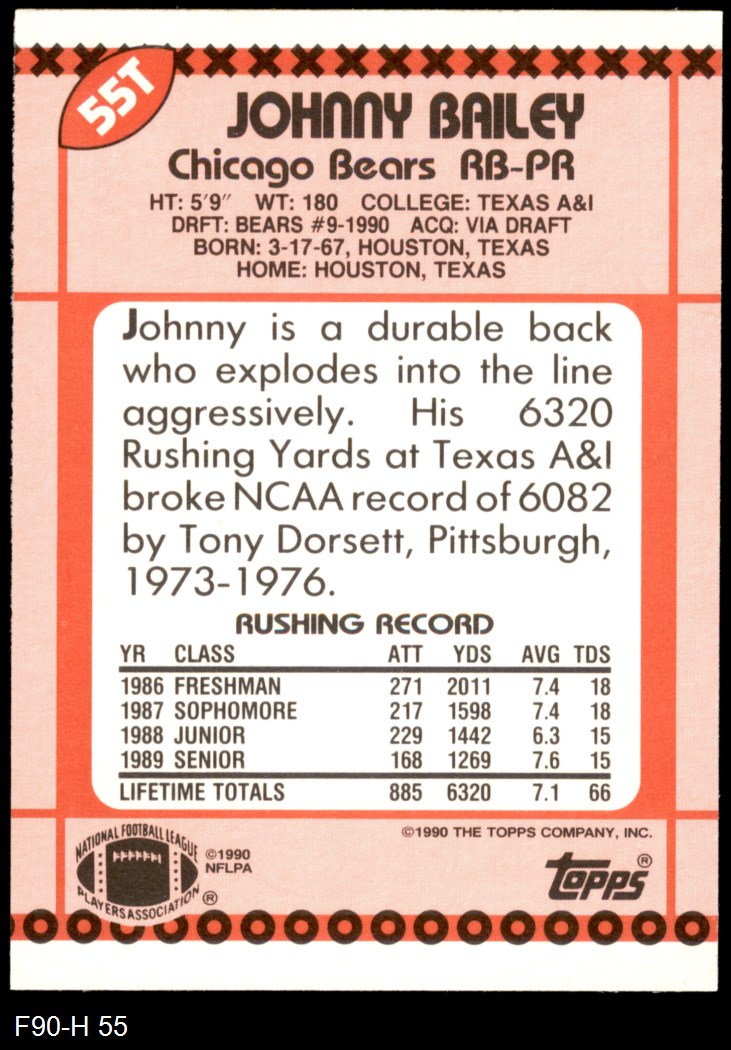 55T
JOHNNY BAILEY
Chicago Bears RB-PR
HT: 5'9" WT: 180 COLLEGE: TEXAS A&I
DRFT: BEARS #9-1990 ACQ: VIA DRAFT
BORN: 3-17-67, HOUSTON, TEXAS
HOME: HOUSTON, TEXAS
Johnny is a durable back
who explodes into the line
aggressively. His 6320
Rushing Yards at Texas A&I
broke NCAA record of 6082
by Tony Dorsett, Pittsburgh,
1973-1976.
RUSHING RECORD
YR CLASS ATT YDS AVG TDS
1986 FRESHMAN 271 2011 7.4 18
1987 SOPHOMORE 217 1598 7.4 18
1988 JUNIOR 229 1442 6.3 15
1989 SENIOR 168 1269 7.6 15
LIFETIME TOTALS 885 6320 7.1 66
©1990 THE TOPPS COMPANY, INC.
NATIONAL FOOTBALL LEAGUE
PLAYERS ASSOCIATION ®
©1990
NFLPA
topps ®
F90-H 55